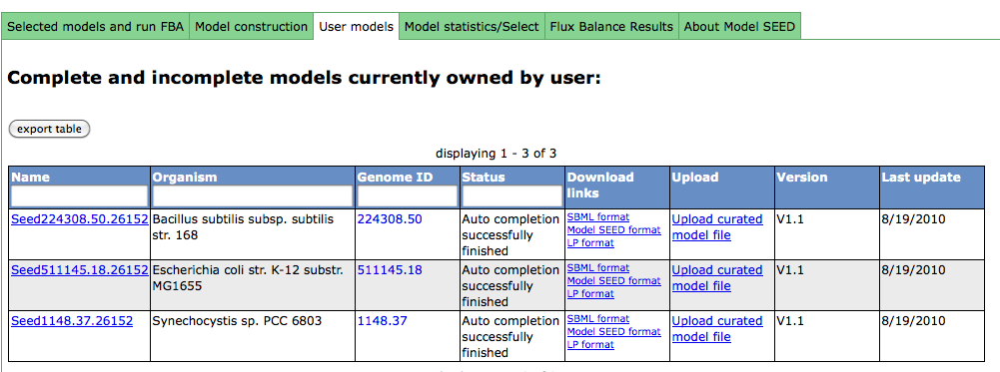 Selected models and run FBA Model construction User models Model statistics/Select Flux Balance Results About Model SEED
Complete and incomplete models currently owned by user:
export table
displaying 1 - 3 of 3
Name Organism Genome ID Status Download links Upload Version Last update
Seed224308.50.26152 Bacillus subtilis subsp. subtilis str. 168 224308.50 Auto completion successfully finished SBML format Model SEED format LP format Upload curated model file V1.1 8/19/2010
Seed511145.18.26152 Escherichia coli str. K-12 substr. MG1655 511145.18 Auto completion successfully finished SBML format Model SEED format LP format Upload curated model file V1.1 8/19/2010
Seed1148.37.26152 Synechocystis sp. PCC 6803 1148.37 Auto completion successfully finished SBML format Model SEED format LP format Upload curated model file V1.1 8/19/2010